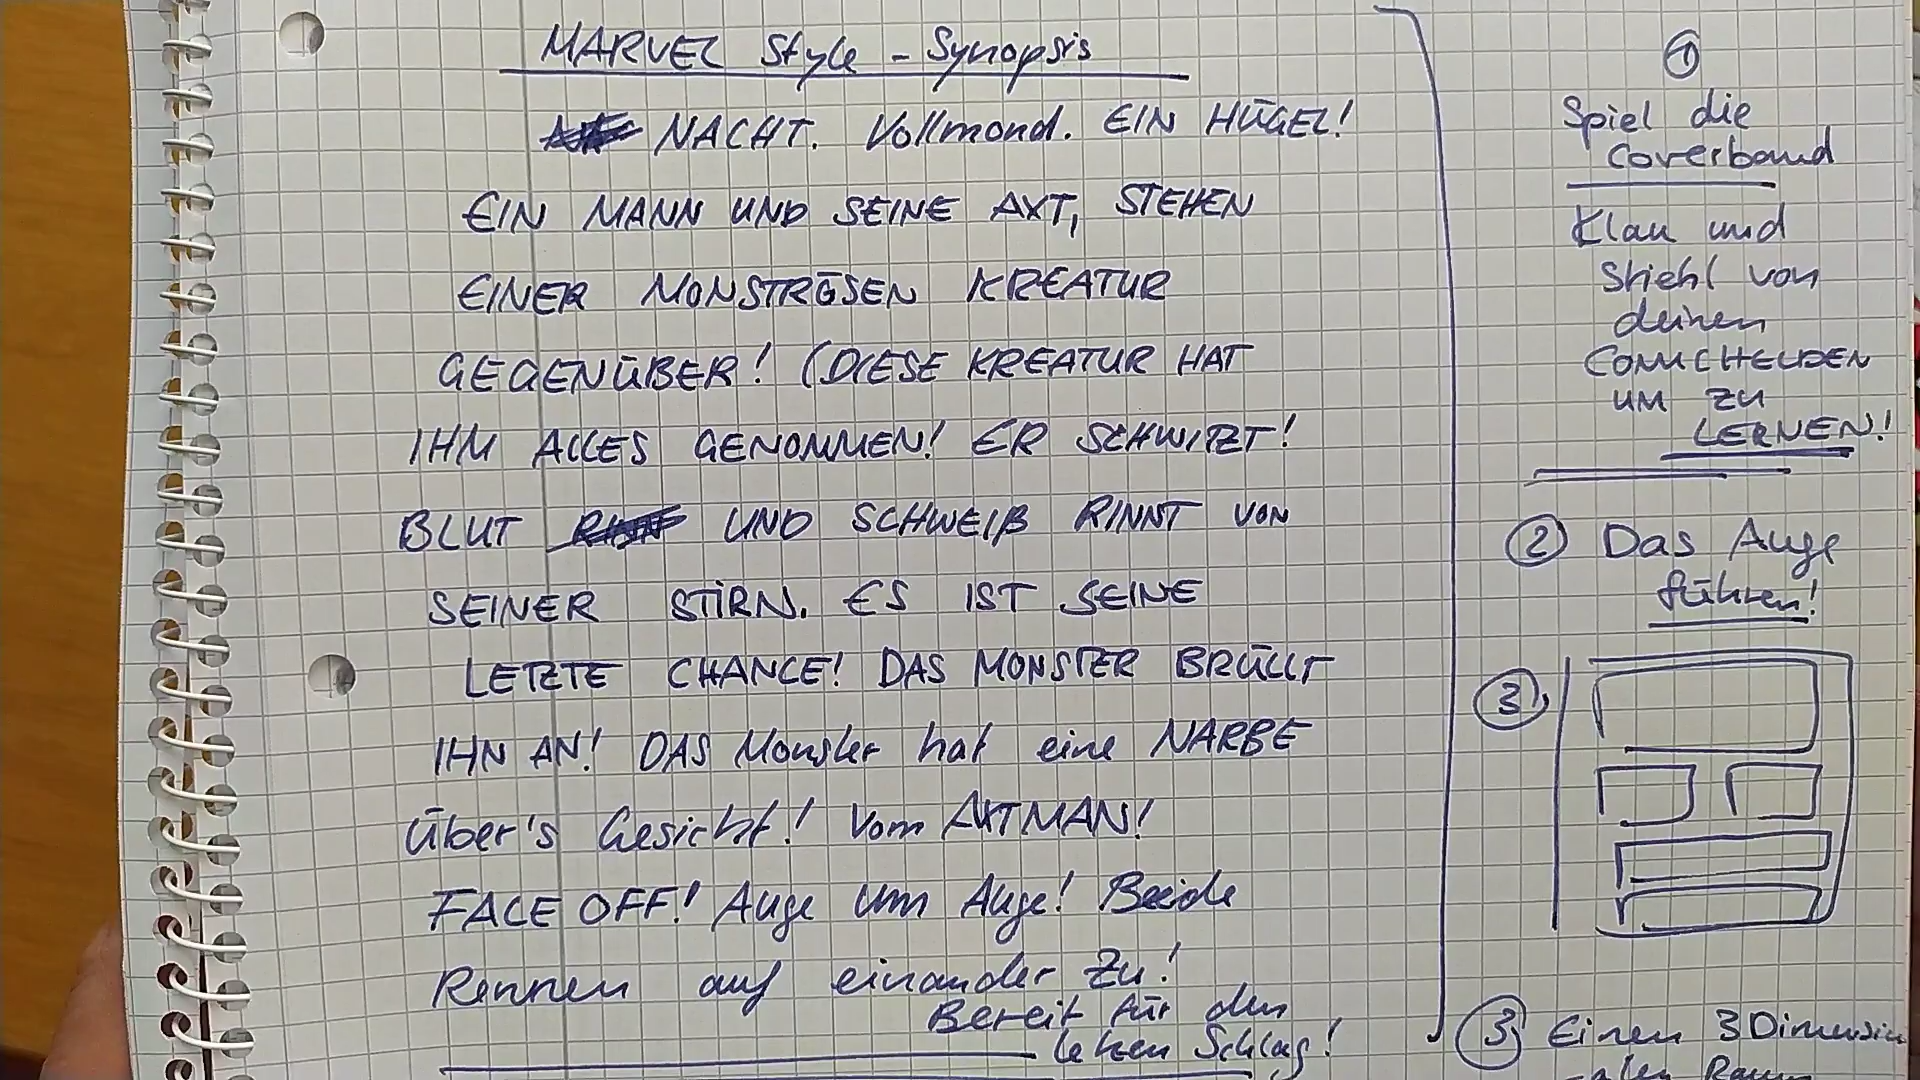 MARVEL Style - Synopsis
NACHT. Vollmond. EIN HÜGEL!
EIN MANN UND SEINE AXT, STEHEN
EINER MONSTRÖSEN KREATUR
GEGENÜBER! (DIESE KREATUR HAT
IHM ALLES GENOMMEN! ER SCHWITZT!
BLUT UND SCHWEIß RINNT VON
SEINER STIRN. ES IST SEINE
LETZTE CHANCE! DAS MONSTER BRÜLLT
IHN AN! DAS Monster hat eine NARBE
Über's Gesicht! Vom AXTMAN!
FACE OFF! Auge um Auge! Beide
Rennen auf einander zu!
Bereit für den
letzen Schlag!
①
Spiel die
Coverband
Klau und
Stiehl von
deinen
COMICHELDEN
UM ZU
LERNEN!
② Das Auge
führen!
③
③ Einen 3Dimension
-alen Raum